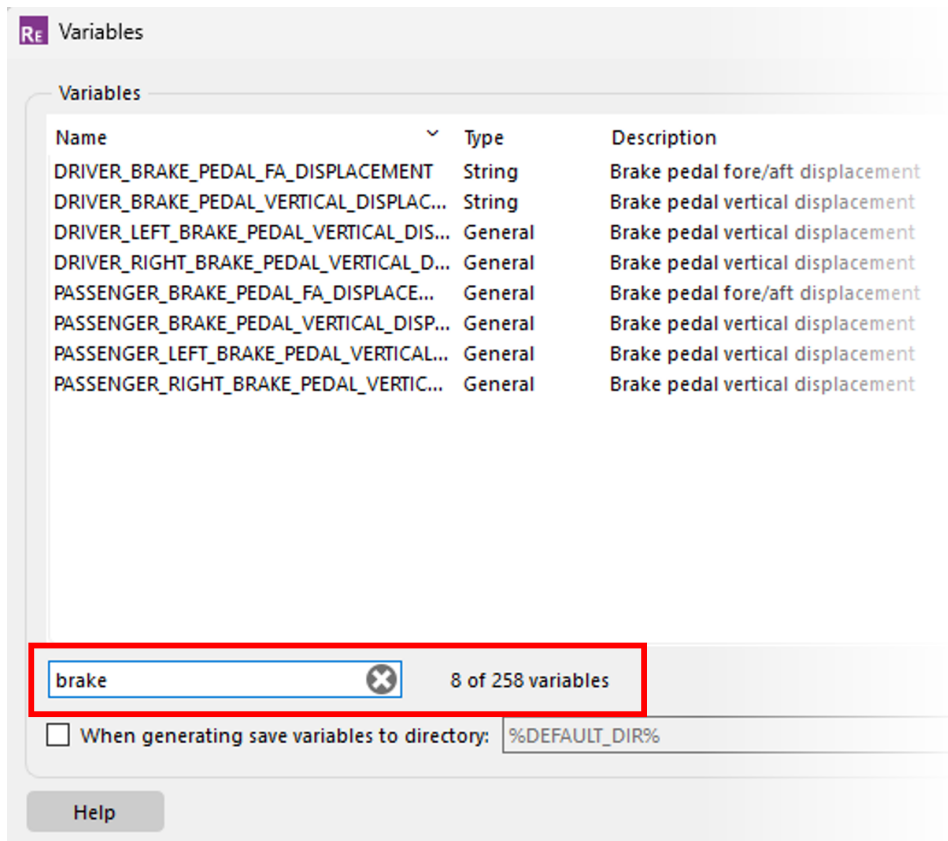 RE Variables
Variables
Name Type Description
DRIVER_BRAKE_PEDAL_FA_DISPLACEMENT String Brake pedal fore/aft displacement
DRIVER_BRAKE_PEDAL_VERTICAL_DISPLAC... String Brake pedal vertical displacement
DRIVER_LEFT_BRAKE_PEDAL_VERTICAL_DIS... General Brake pedal vertical displacement
DRIVER_RIGHT_BRAKE_PEDAL_VERTICAL_D... General Brake pedal vertical displacement
PASSENGER_BRAKE_PEDAL_FA_DISPLACE... General Brake pedal fore/aft displacement
PASSENGER_BRAKE_PEDAL_VERTICAL_DISP... General Brake pedal vertical displacement
PASSENGER_LEFT_BRAKE_PEDAL_VERTICAL... General Brake pedal vertical displacement
PASSENGER_RIGHT_BRAKE_PEDAL_VERTIC... General Brake pedal vertical displacement
brake 8 of 258 variables
When generating save variables to directory: %DEFAULT_DIR%
Help